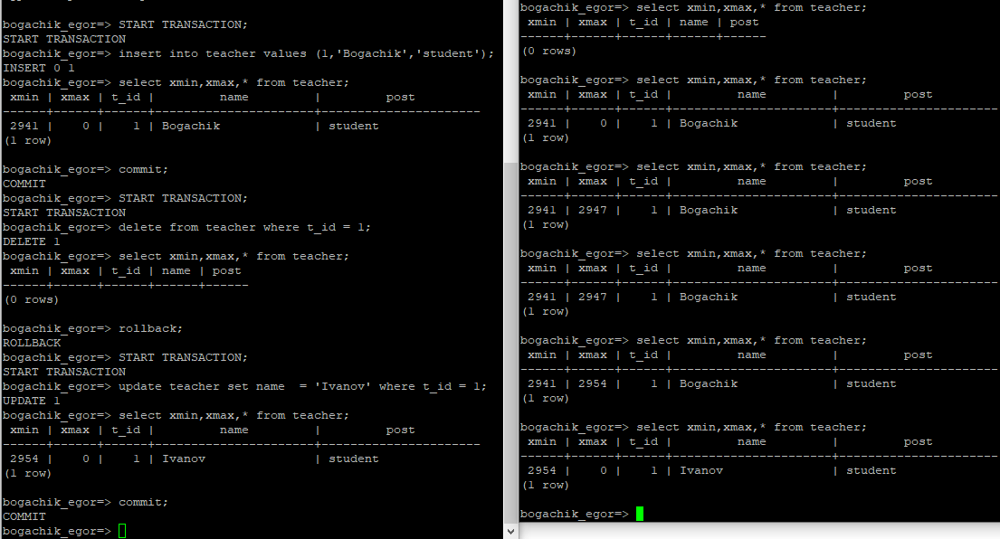 bogachik_egor=> START TRANSACTION;
START TRANSACTION
bogachik_egor=> insert into teacher values (1,'Bogachik','student');
INSERT 0 1
bogachik_egor=> select xmin,xmax,* from teacher;
 xmin | xmax | t_id |         name         |         post
------+------+------+----------------------+----------------------
 2941 |    0 |    1 | Bogachik             | student
(1 row)
bogachik_egor=> commit;
COMMIT
bogachik_egor=> START TRANSACTION;
START TRANSACTION
bogachik_egor=> delete from teacher where t_id = 1;
DELETE 1
bogachik_egor=> select xmin,xmax,* from teacher;
 xmin | xmax | t_id | name | post
------+------+------+------+------
(0 rows)
bogachik_egor=> rollback;
ROLLBACK
bogachik_egor=> START TRANSACTION;
START TRANSACTION
bogachik_egor=> update teacher set name  = 'Ivanov' where t_id = 1;
UPDATE 1
bogachik_egor=> select xmin,xmax,* from teacher;
 xmin | xmax | t_id |         name         |         post
------+------+------+----------------------+----------------------
 2954 |    0 |    1 | Ivanov               | student
(1 row)
bogachik_egor=> commit;
COMMIT
bogachik_egor=>
bogachik_egor=> select xmin,xmax,* from teacher;
 xmin | xmax | t_id | name | post
------+------+------+------+------
(0 rows)
bogachik_egor=> select xmin,xmax,* from teacher;
 xmin | xmax | t_id |         name         |         post
------+------+------+----------------------+----------------------
 2941 |    0 |    1 | Bogachik             | student
(1 row)
bogachik_egor=> select xmin,xmax,* from teacher;
 xmin | xmax | t_id |         name         |         post
------+------+------+----------------------+----------------------
 2941 | 2947 |    1 | Bogachik             | student
(1 row)
bogachik_egor=> select xmin,xmax,* from teacher;
 xmin | xmax | t_id |         name         |         post
------+------+------+----------------------+----------------------
 2941 | 2947 |    1 | Bogachik             | student
(1 row)
bogachik_egor=> select xmin,xmax,* from teacher;
 xmin | xmax | t_id |         name         |         post
------+------+------+----------------------+----------------------
 2941 | 2954 |    1 | Bogachik             | student
(1 row)
bogachik_egor=> select xmin,xmax,* from teacher;
 xmin | xmax | t_id |         name         |         post
------+------+------+----------------------+----------------------
 2954 |    0 |    1 | Ivanov               | student
(1 row)
bogachik_egor=>